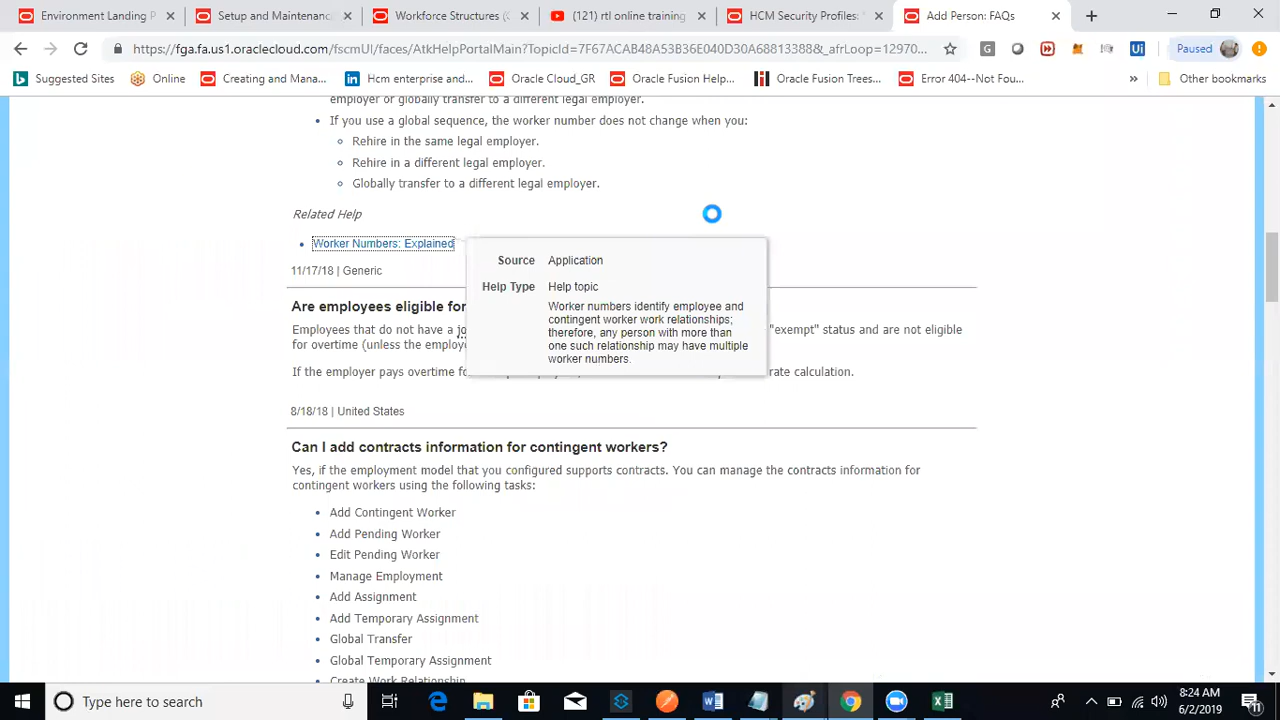 Environment Landing P
Setup and Maintenanc
Workforce Structures (
(121) rtl online training
HCM Security Profiles:
Add Person: FAQs
https://fga.fa.us1.oraclecloud.com/fscmUI/faces/AtkHelpPortalMain?TopicId=7F67ACAB48A53B36E040D30A68813388&_afrLoop=12970...
Paused
Suggested Sites
Online
Creating and Mana...
Hcm enterprise and...
Oracle Cloud_GR
Oracle Fusion Help...
Oracle Fusion Trees...
Error 404--Not Fou...
Other bookmarks
employer or globally transfer to a different legal employer.
If you use a global sequence, the worker number does not change when you:
Rehire in the same legal employer.
Rehire in a different legal employer.
Globally transfer to a different legal employer.
Related Help
Worker Numbers: Explained
11/17/18 | Generic
Source Application
Help Type Help topic
Worker numbers identify employee and
contingent worker work relationships;
therefore, any person with more than
one such relationship may have multiple
worker numbers.
Are employees eligible for
Employees that do not have a "exempt" status and are not eligible
for overtime (unless the
If the employer pays overtime rate calculation.
8/18/18 | United States
Can I add contracts information for contingent workers?
Yes, if the employment model that you configured supports contracts. You can manage the contracts information for
contingent workers using the following tasks:
Add Contingent Worker
Add Pending Worker
Edit Pending Worker
Manage Employment
Add Assignment
Add Temporary Assignment
Global Transfer
Global Temporary Assignment
Create Work Relationship
Type here to search
8:24 AM
6/2/2019